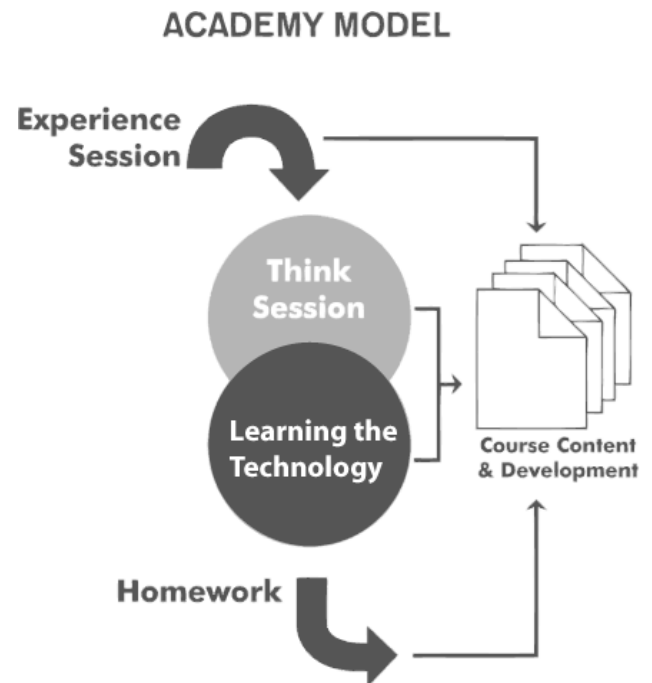 ACADEMY MODEL
Experience
Session
Think
Session
Learning the
Technology
Course Content
& Development
Homework